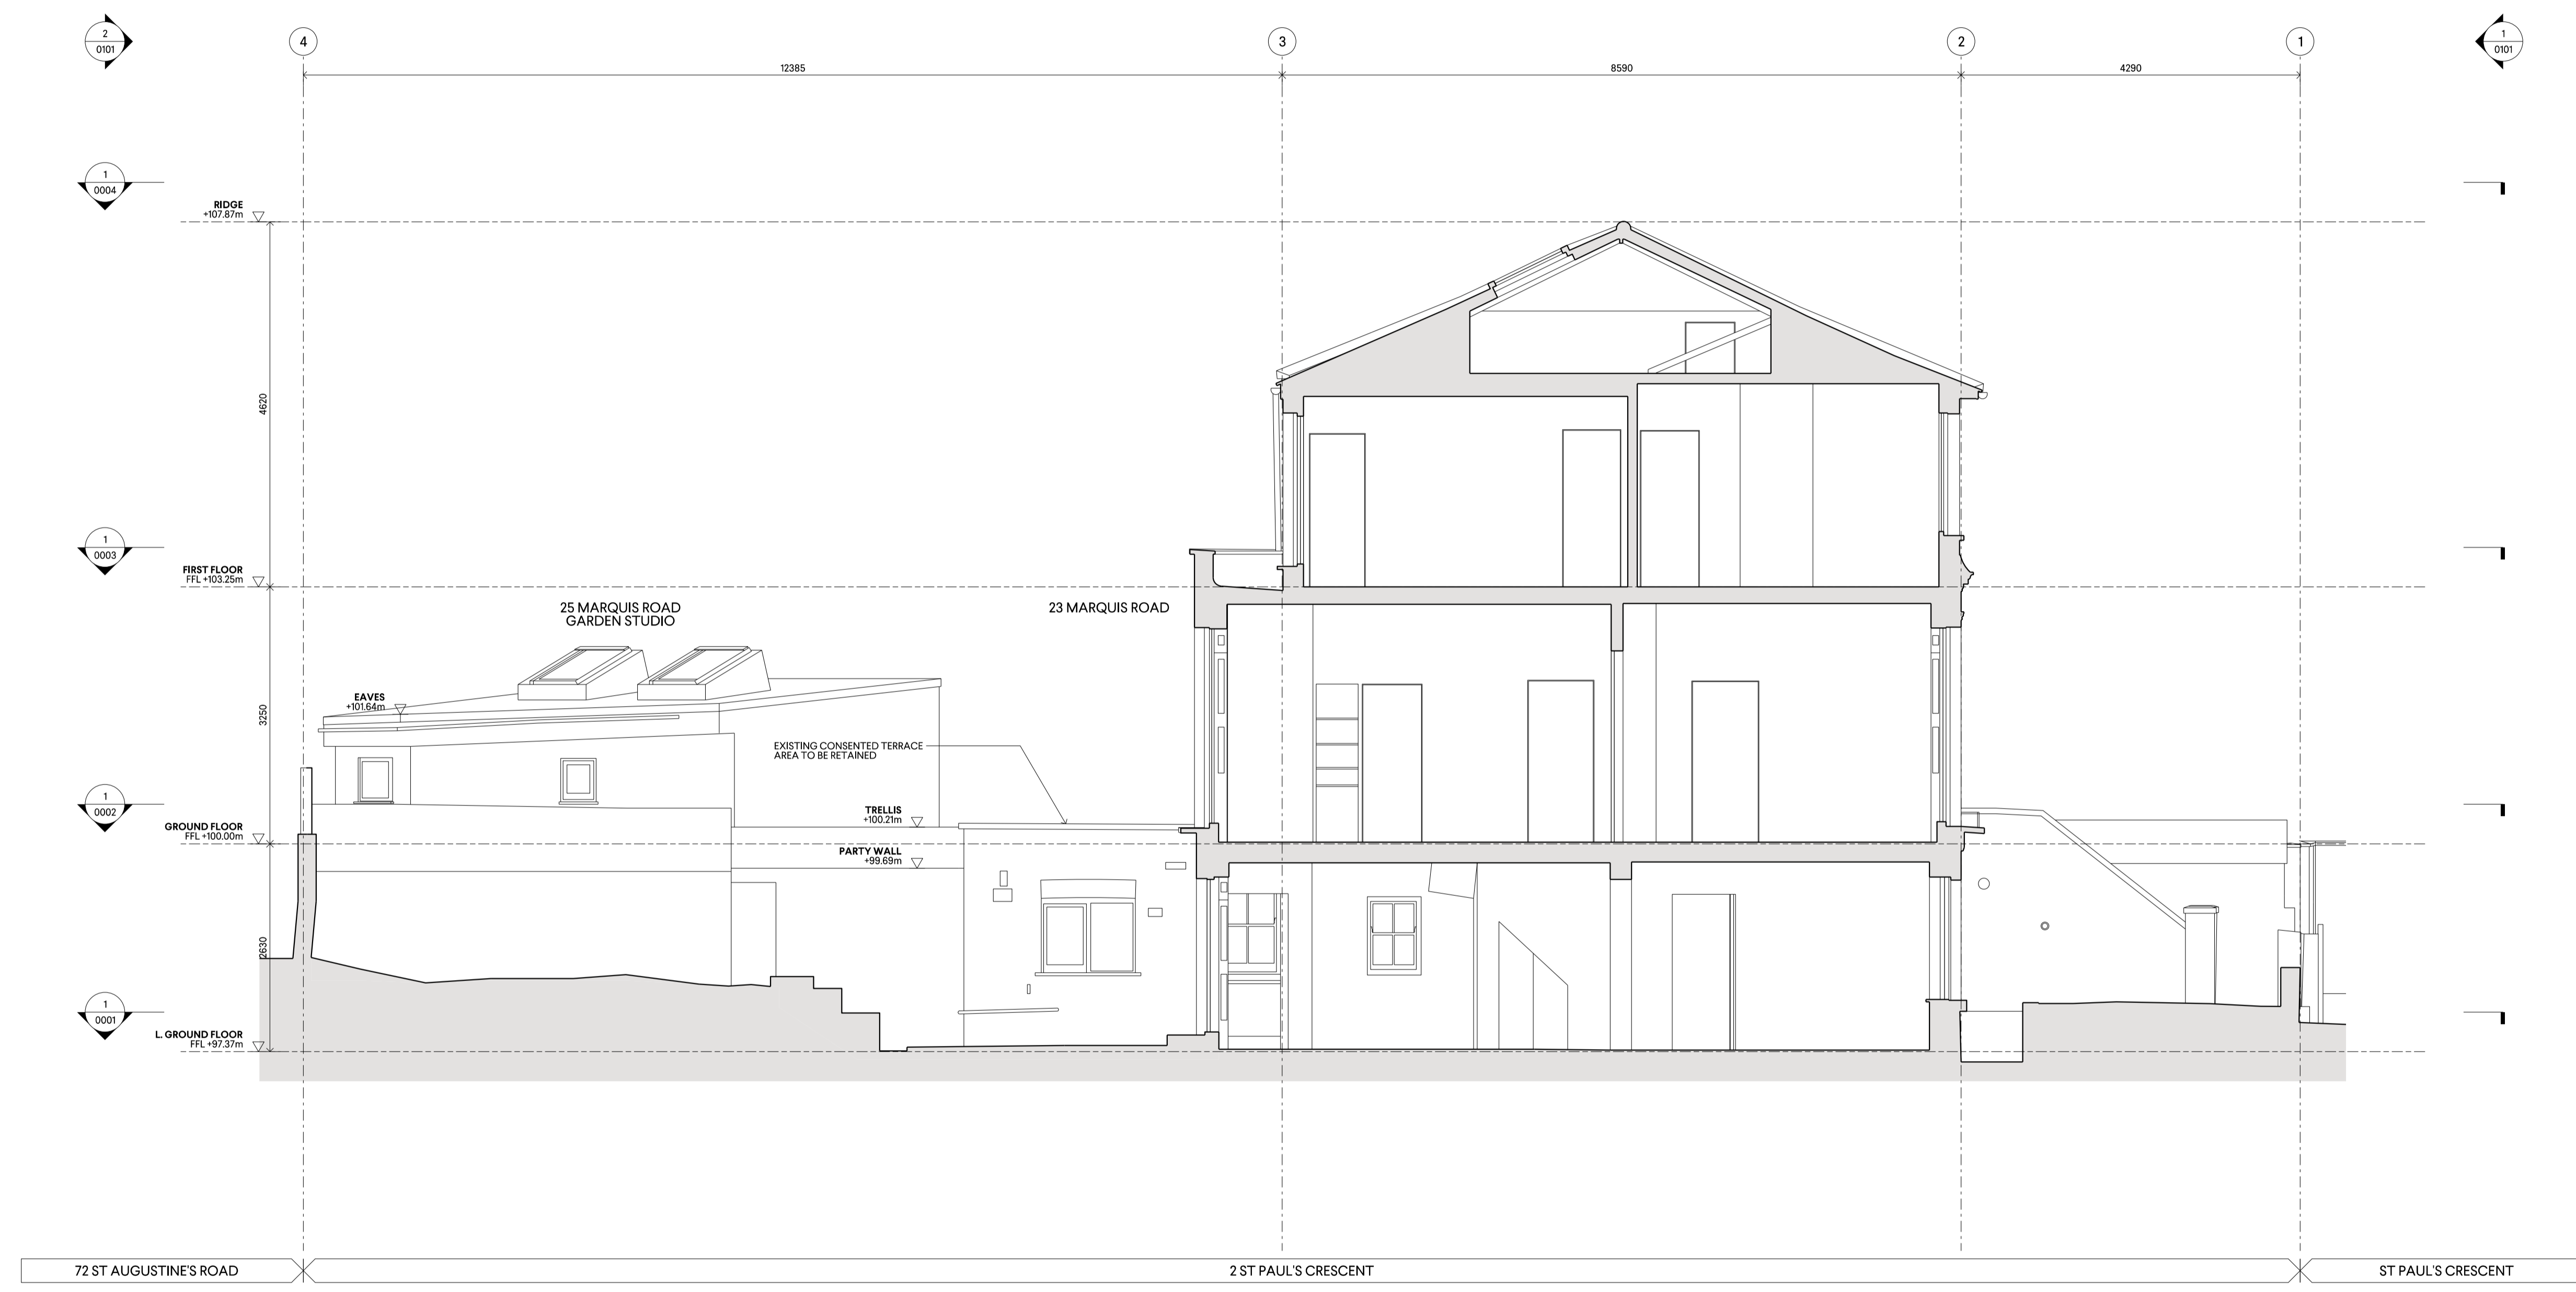 2
0101
4
3
2
1
1
0101
12385
8590
4290
1
0004
RIDGE
+107.87m
4620
1
0003
FIRST FLOOR
FFL +103.25m
25 MARQUIS ROAD
GARDEN STUDIO
23 MARQUIS ROAD
EAVES
+101.64m
3250
EXISTING CONSENTED TERRACE
AREA TO BE RETAINED
1
0002
TRELLIS
+100.21m
GROUND FLOOR
FFL +100.00m
PARTY WALL
+99.69m
2630
1
0001
L. GROUND FLOOR
FFL +97.37m
72 ST AUGUSTINE'S ROAD
2 ST PAUL'S CRESCENT
ST PAUL'S CRESCENT